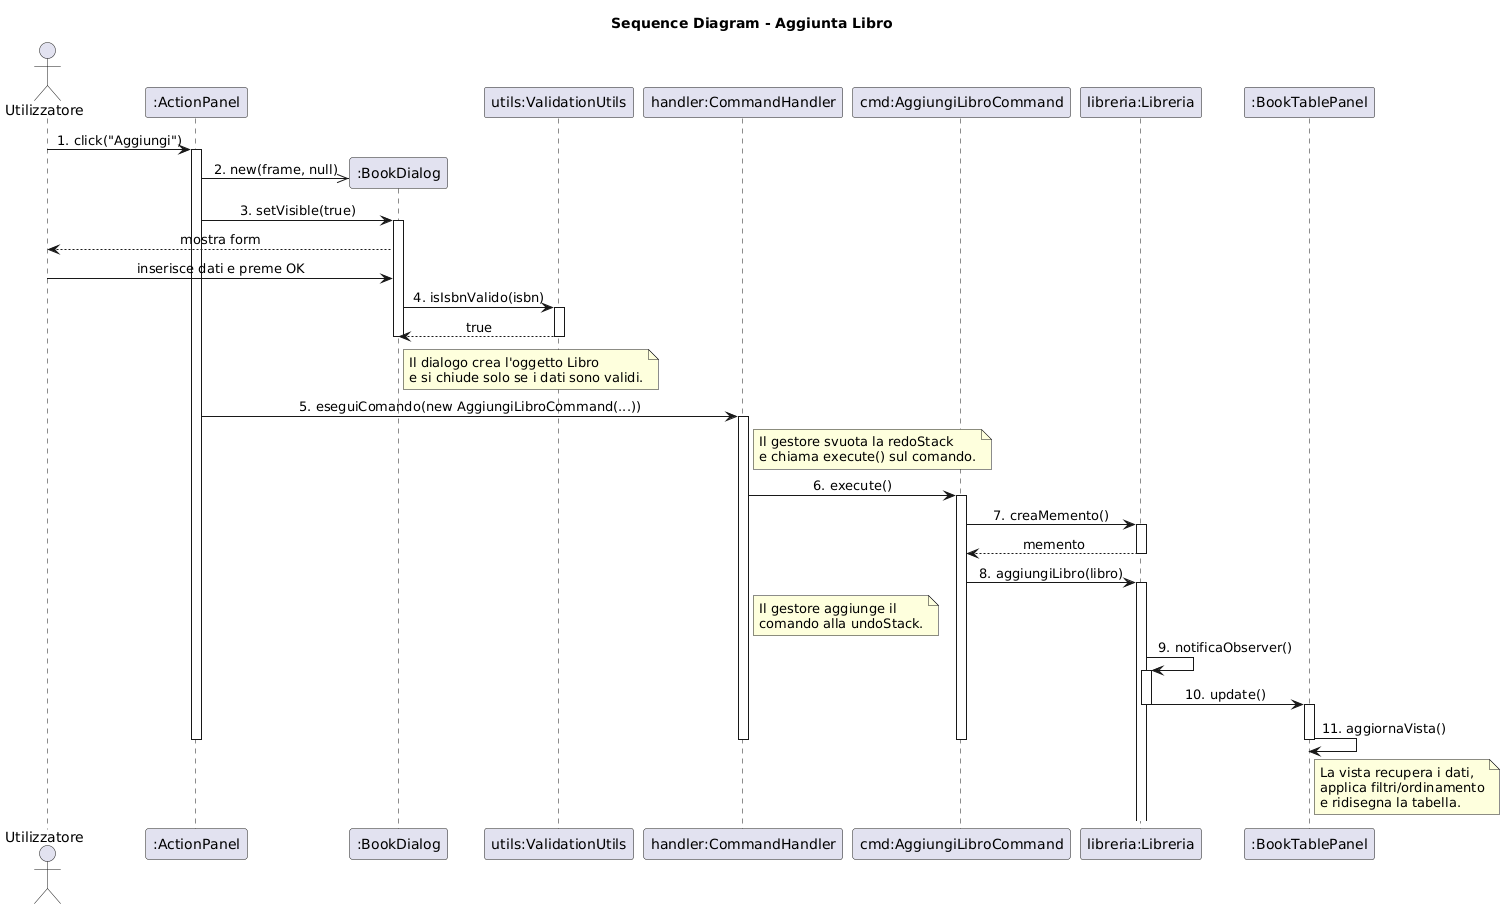 Sequence Diagram - Aggiunta Libro
Utilizzatore
:ActionPanel
utils:ValidationUtils
handler:CommandHandler
cmd:AggiungiLibroCommand
libreria:Libreria
:BookTablePanel
1. click("Aggiungi")
2. new(frame, null)
:BookDialog
3. setVisible(true)
mostra form
inserisce dati e preme OK
4. isIsbnValido(isbn)
true
Il dialogo crea l'oggetto Libro
e si chiude solo se i dati sono validi.
5. eseguiComando(new AggiungiLibroCommand(...))
Il gestore svuota la redoStack
e chiama execute() sul comando.
6. execute()
7. creaMemento()
memento
8. aggiungiLibro(libro)
Il gestore aggiunge il
comando alla undoStack.
9. notificaObserver()
10. update()
11. aggiornaVista()
La vista recupera i dati,
applica filtri/ordinamento
e ridisegna la tabella.
Utilizzatore
:ActionPanel
:BookDialog
utils:ValidationUtils
handler:CommandHandler
cmd:AggiungiLibroCommand
libreria:Libreria
:BookTablePanel